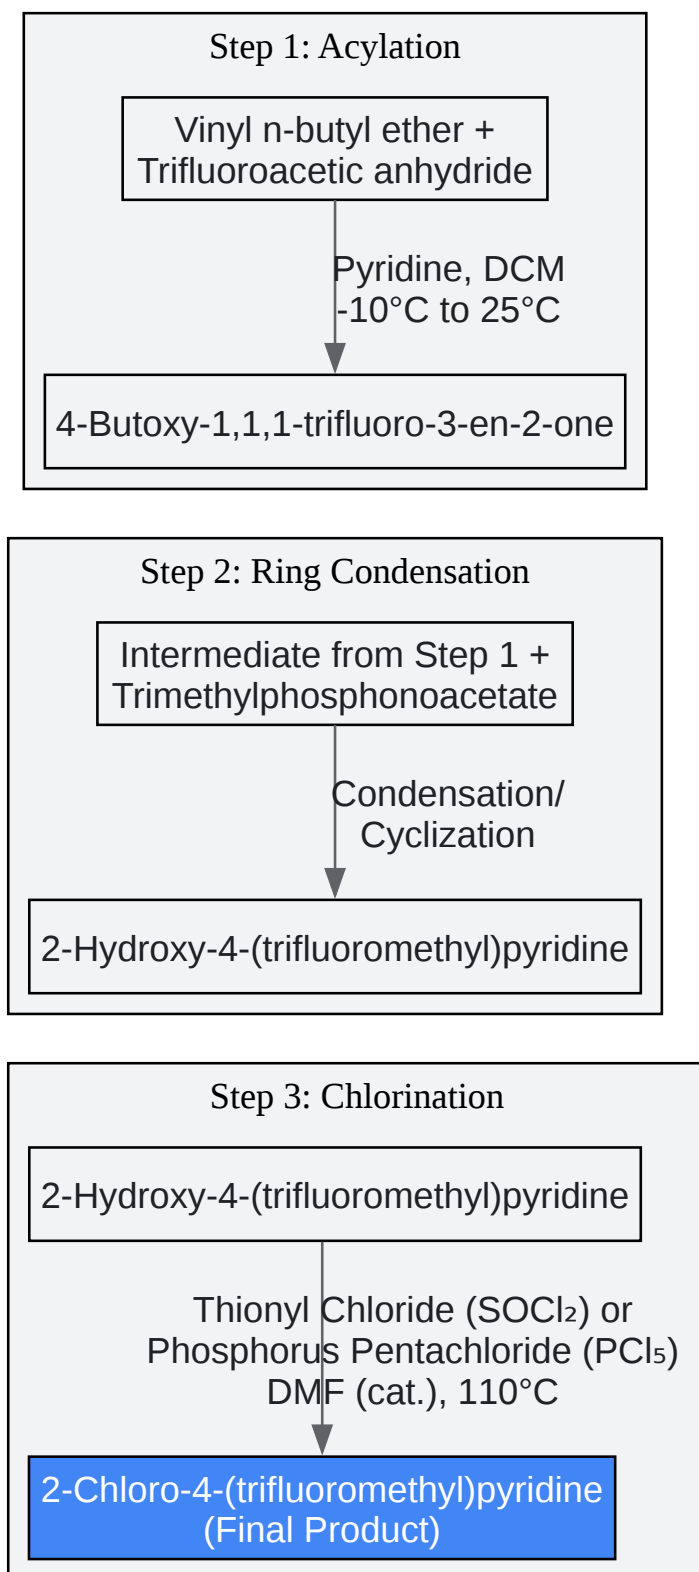 Step 1: Acylation
Vinyl n-butyl ether +
Trifluoroacetic anhydride
Pyridine, DCM
-10°C to 25°C
4-Butoxy-1,1,1-trifluoro-3-en-2-one
Step 2: Ring Condensation
Intermediate from Step 1 +
Trimethylphosphonoacetate
Condensation/
Cyclization
2-Hydroxy-4-(trifluoromethyl)pyridine
Step 3: Chlorination
2-Hydroxy-4-(trifluoromethyl)pyridine
Thionyl Chloride (SOCl₂) or
Phosphorus Pentachloride (PCl₅)
DMF (cat.), 110°C
2-Chloro-4-(trifluoromethyl)pyridine
(Final Product)